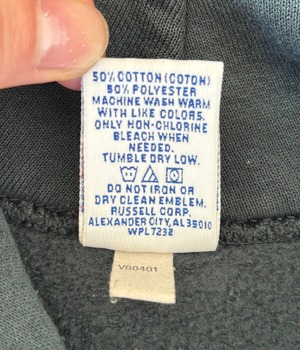 50% COTTON (COTON)
50% POLYESTER
MACHINE WASH WARM
WITH LIKE COLORS.
ONLY NON-CHLORINE
BLEACH WHEN
NEEDED.
TUMBLE DRY LOW.
DO NOT IRON OR
DRY CLEAN EMBLEM.
RUSSELL CORP.
ALEXANDER CITY, AL 35010
WPL 7232
VG0401